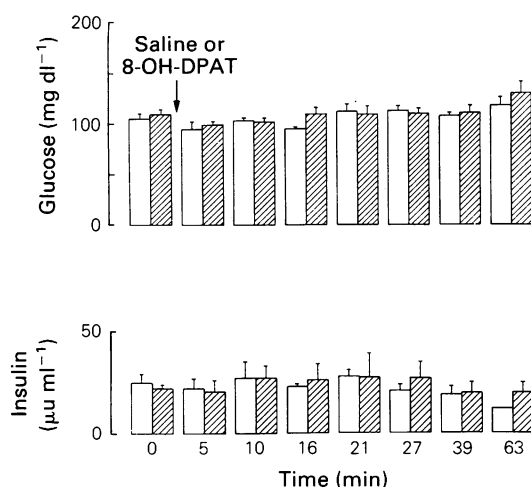 200
Saline or
8-OH-DPAT
100
Glucose (mg dl⁻¹)
0
50
Insulin
(μu ml⁻¹)
0
0 5 10 16 21 27 39 63
Time (min)